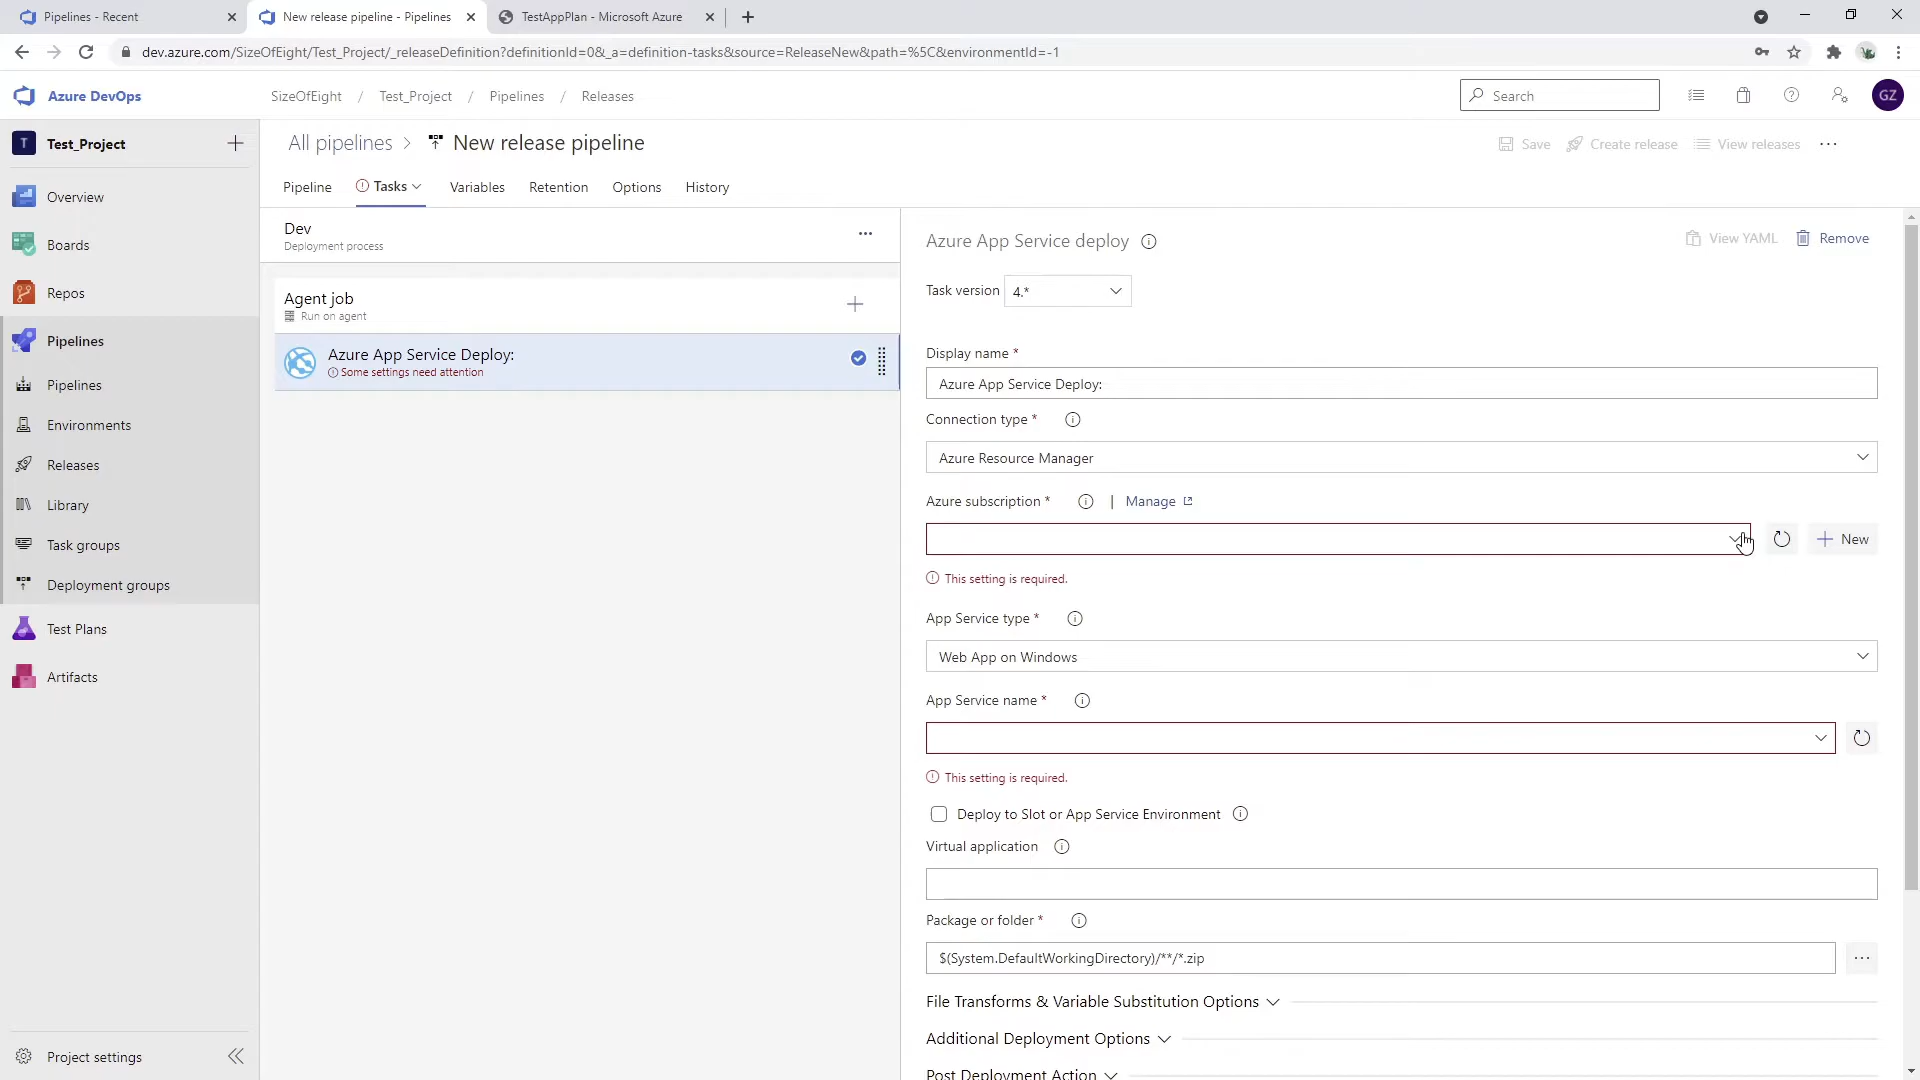 Pipelines - Recent
New release pipeline - Pipelines
TestAppPlan - Microsoft Azure
dev.azure.com/SizeOfEight/Test_Project/_releaseDefinition?definitionId=0&_a=definition-tasks&source=ReleaseNew&path=%5C&environmentId=-1
Azure DevOps
SizeOfEight / Test_Project / Pipelines / Releases
Search
GZ
T Test_Project
All pipelines > New release pipeline
Save Create release View releases
Pipeline Tasks Variables Retention Options History
Overview
Boards
Repos
Pipelines
Pipelines
Environments
Releases
Library
Task groups
Deployment groups
Test Plans
Artifacts
Project settings
Dev
Deployment process
Agent job
Run on agent
Azure App Service Deploy:
Some settings need attention
Azure App Service deploy
View YAML Remove
Task version 4.*
Display name *
Azure App Service Deploy:
Connection type *
Azure Resource Manager
Azure subscription * | Manage
New
This setting is required.
App Service type *
Web App on Windows
App Service name *
This setting is required.
Deploy to Slot or App Service Environment
Virtual application
Package or folder *
$(System.DefaultWorkingDirectory)/**/*.zip
File Transforms & Variable Substitution Options
Additional Deployment Options
Post Deployment Action